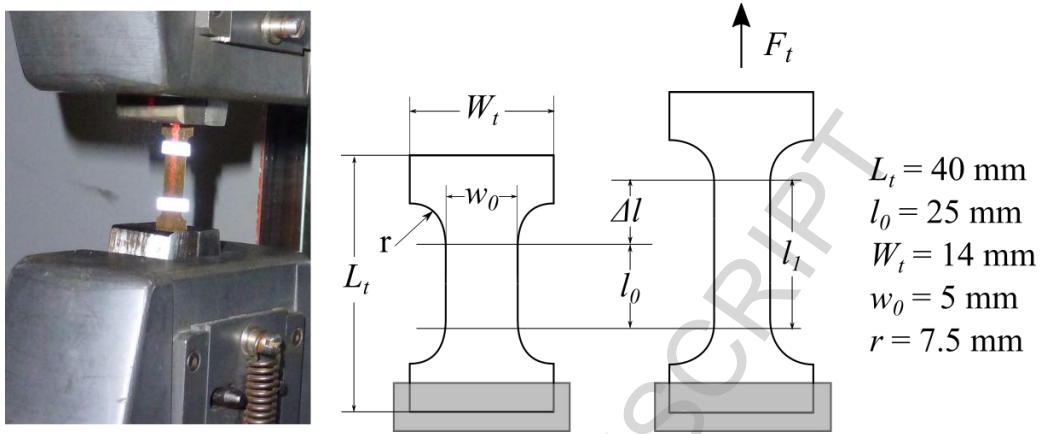 F_t
W_t
w_0
r
L_t
l_0
Δl
l_1
L_t = 40 mm
l_0 = 25 mm
W_t = 14 mm
w_0 = 5 mm
r = 7.5 mm
SCRIPT